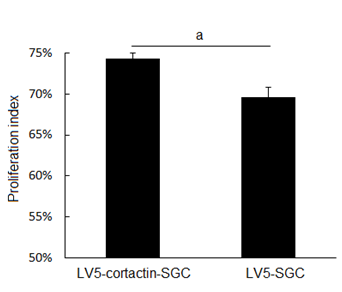 a
75%
70%
65%
60%
55%
50%
Proliferation index
LV5-cortactin-SGC
LV5-SGC